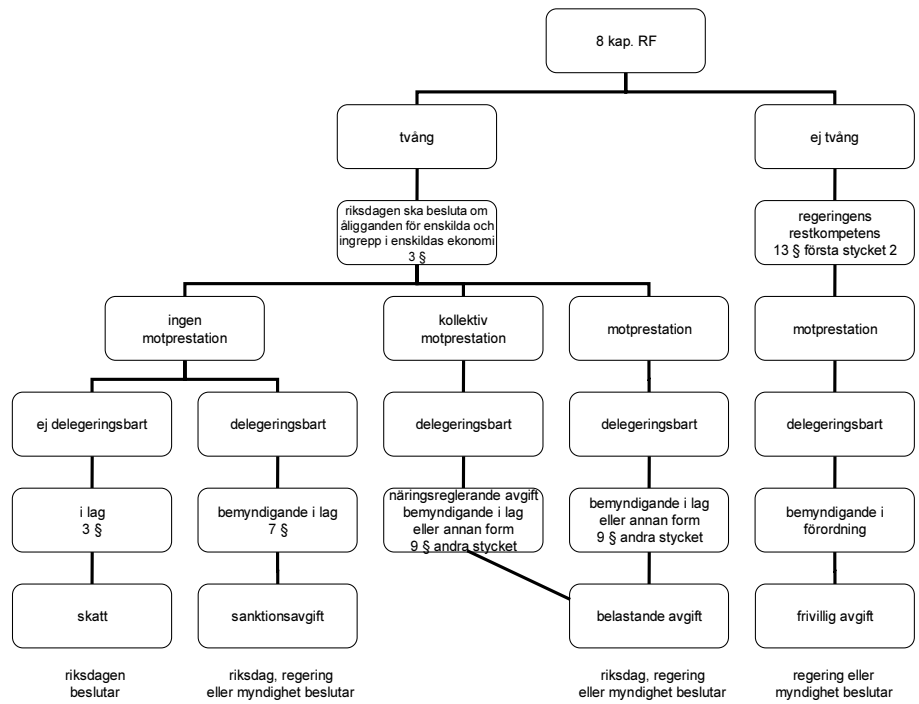 8 kap. RF
tvång
ej tvång
riksdagen ska besluta om
åligganden för enskilda och
ingrepp i enskildas ekonomi
3 §
regeringens
restkompetens
13 § första stycket 2
ingen
motprestation
kollektiv
motprestation
motprestation
motprestation
ej delegeringsbart
delegeringsbart
delegeringsbart
delegeringsbart
delegeringsbart
i lag
3 §
bemyndigande i lag
7 §
näringsreglerande avgift
bemyndigande i lag
eller annan form
9 § andra stycket
bemyndigande i lag
eller annan form
9 § andra stycket
bemyndigande i
förordning
skatt
sanktionsavgift
belastande avgift
frivillig avgift
riksdagen
beslutar
riksdag, regering
eller myndighet beslutar
riksdag, regering
eller myndighet beslutar
regering eller
myndighet beslutar